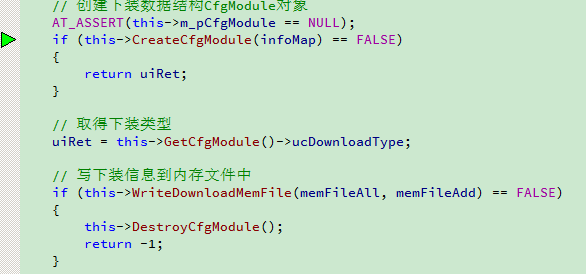 // 创建下装数据结构CfgModule对象
AT_ASSERT(this->m_pCfgModule == NULL);
if (this->CreateCfgModule(infoMap) == FALSE)
{
return uiRet;
}
// 取得下装类型
uiRet = this->GetCfgModule()->ucDownloadType;
// 写下装信息到内存文件中
if (this->WriteDownloadMemFile(memFileAll, memFileAdd) == FALSE)
{
this->DestroyCfgModule();
return -1;
}